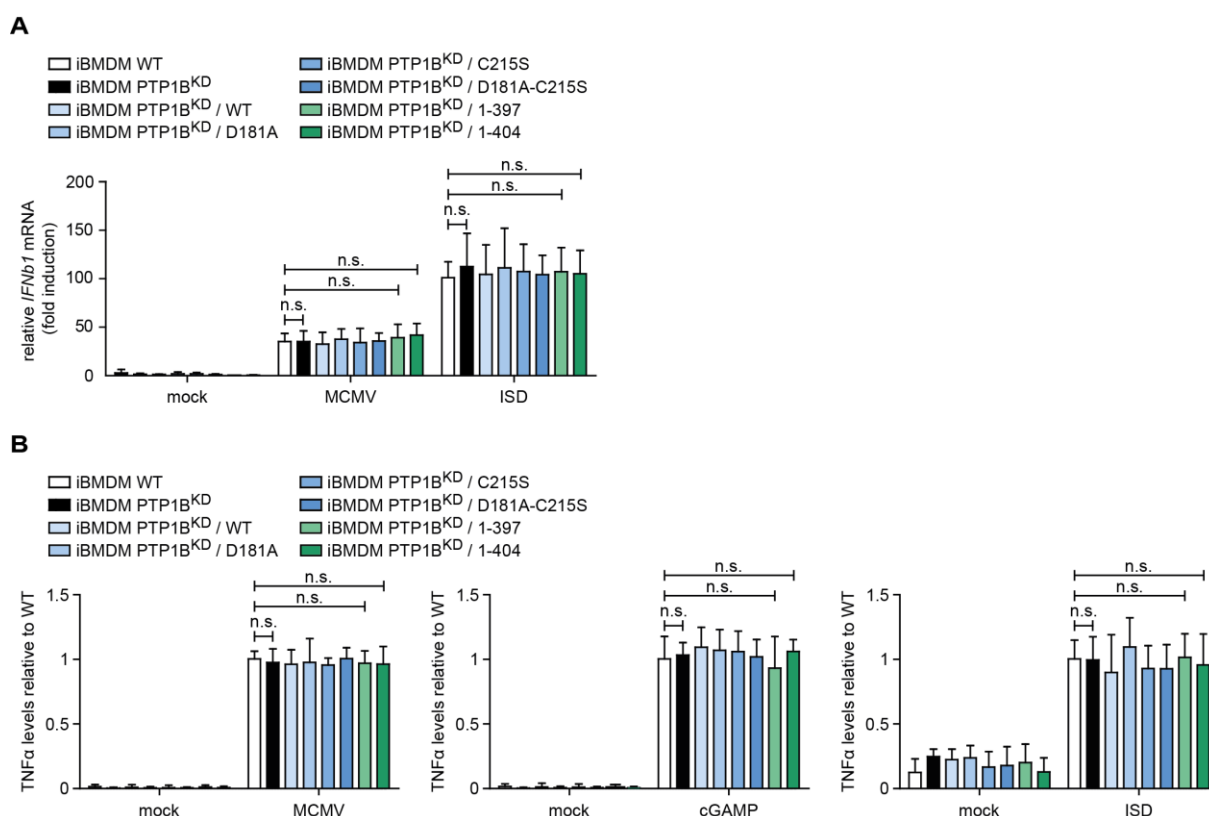 A
iBMDM WT
iBMDM PTP1BKD
iBMDM PTP1BKD / WT
iBMDM PTP1BKD / D181A
iBMDM PTP1BKD / C215S
iBMDM PTP1BKD / D181A-C215S
iBMDM PTP1BKD / 1-397
iBMDM PTP1BKD / 1-404
relative IFNb1 mRNA
(fold induction)
200
150
100
50
0
n.s.
n.s.
n.s.
n.s.
n.s.
n.s.
mock
MCMV
ISD
B
iBMDM WT
iBMDM PTP1BKD
iBMDM PTP1BKD / WT
iBMDM PTP1BKD / D181A
iBMDM PTP1BKD / C215S
iBMDM PTP1BKD / D181A-C215S
iBMDM PTP1BKD / 1-397
iBMDM PTP1BKD / 1-404
TNFα levels relative to WT
1.5
1
0.5
0
n.s.
n.s.
n.s.
mock
MCMV
TNFα levels relative to WT
1.5
1
0.5
0
n.s.
n.s.
n.s.
mock
cGAMP
TNFα levels relative to WT
1.5
1
0.5
0
n.s.
n.s.
n.s.
mock
ISD